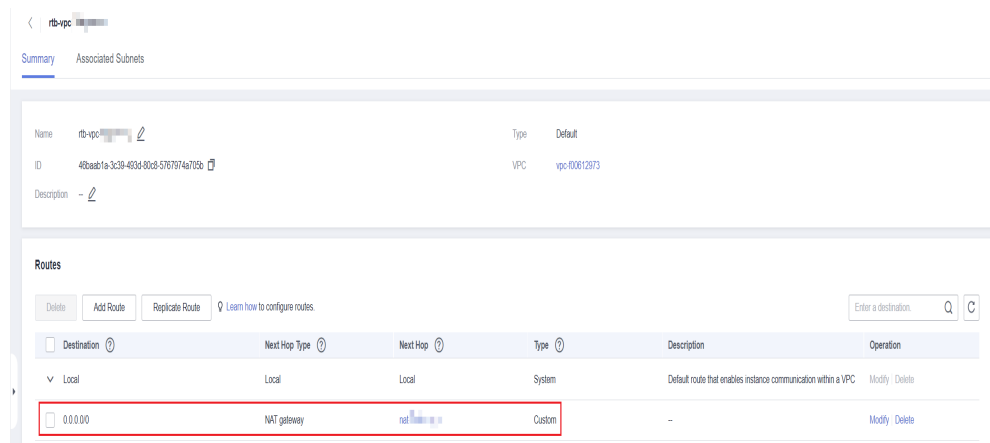 rtb-vpc
Summary Associated Subnets
Name rtb-vpc Type Default
ID 46baab1a-3c39-493d-80c8-5767974a705b VPC vpc-f00612973
Description --
Routes
Delete Add Route Replicate Route Learn how to configure routes. Enter a destination.
Destination Next Hop Type Next Hop Type Description Operation
Local Local Local System Default route that enables instance communication within a VPC Modify Delete
0.0.0.0/0 NAT gateway nat Custom -- Modify Delete